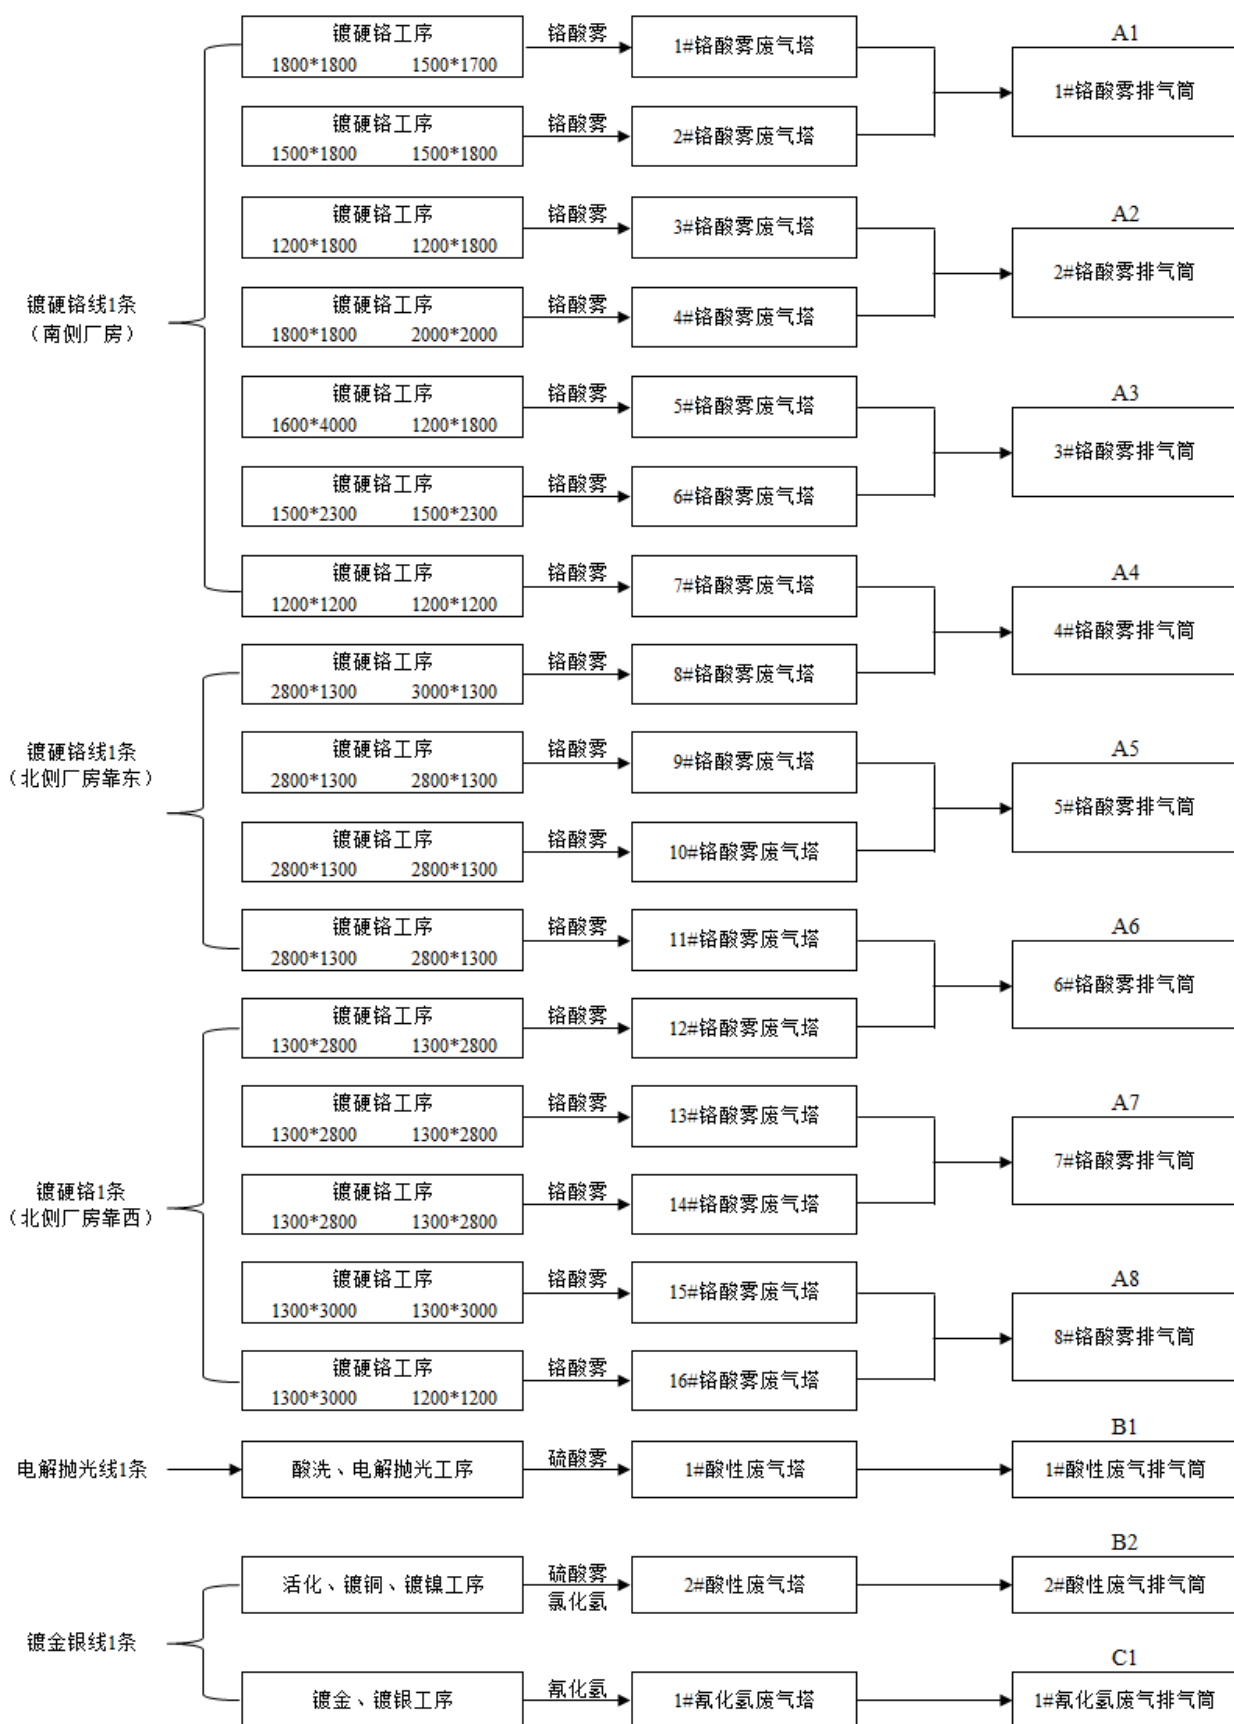 镀硬铬线1条
（南侧厂房）
镀硬铬工序
1800*1800 1500*1700
铬酸雾
1#铬酸雾废气塔
A1
1#铬酸雾排气筒
镀硬铬工序
1500*1800 1500*1800
铬酸雾
2#铬酸雾废气塔
镀硬铬工序
1200*1800 1200*1800
铬酸雾
3#铬酸雾废气塔
A2
2#铬酸雾排气筒
镀硬铬工序
1800*1800 2000*2000
铬酸雾
4#铬酸雾废气塔
镀硬铬工序
1600*4000 1200*1800
铬酸雾
5#铬酸雾废气塔
A3
3#铬酸雾排气筒
镀硬铬工序
1500*2300 1500*2300
铬酸雾
6#铬酸雾废气塔
镀硬铬工序
1200*1200 1200*1200
铬酸雾
7#铬酸雾废气塔
A4
4#铬酸雾排气筒
镀硬铬线1条
（北侧厂房靠东）
镀硬铬工序
2800*1300 3000*1300
铬酸雾
8#铬酸雾废气塔
镀硬铬工序
2800*1300 2800*1300
铬酸雾
9#铬酸雾废气塔
A5
5#铬酸雾排气筒
镀硬铬工序
2800*1300 2800*1300
铬酸雾
10#铬酸雾废气塔
镀硬铬工序
2800*1300 2800*1300
铬酸雾
11#铬酸雾废气塔
A6
6#铬酸雾排气筒
镀硬铬1条
（北侧厂房靠西）
镀硬铬工序
1300*2800 1300*2800
铬酸雾
12#铬酸雾废气塔
镀硬铬工序
1300*2800 1300*2800
铬酸雾
13#铬酸雾废气塔
A7
7#铬酸雾排气筒
镀硬铬工序
1300*2800 1300*2800
铬酸雾
14#铬酸雾废气塔
镀硬铬工序
1300*3000 1300*3000
铬酸雾
15#铬酸雾废气塔
A8
8#铬酸雾排气筒
镀硬铬工序
1300*3000 1200*1200
铬酸雾
16#铬酸雾废气塔
电解抛光线1条
酸洗、电解抛光工序
硫酸雾
1#酸性废气塔
B1
1#酸性废气排气筒
镀金银线1条
活化、镀铜、镀镍工序
硫酸雾
氯化氢
2#酸性废气塔
B2
2#酸性废气排气筒
镀金、镀银工序
氰化氢
1#氰化氢废气塔
C1
1#氰化氢废气排气筒